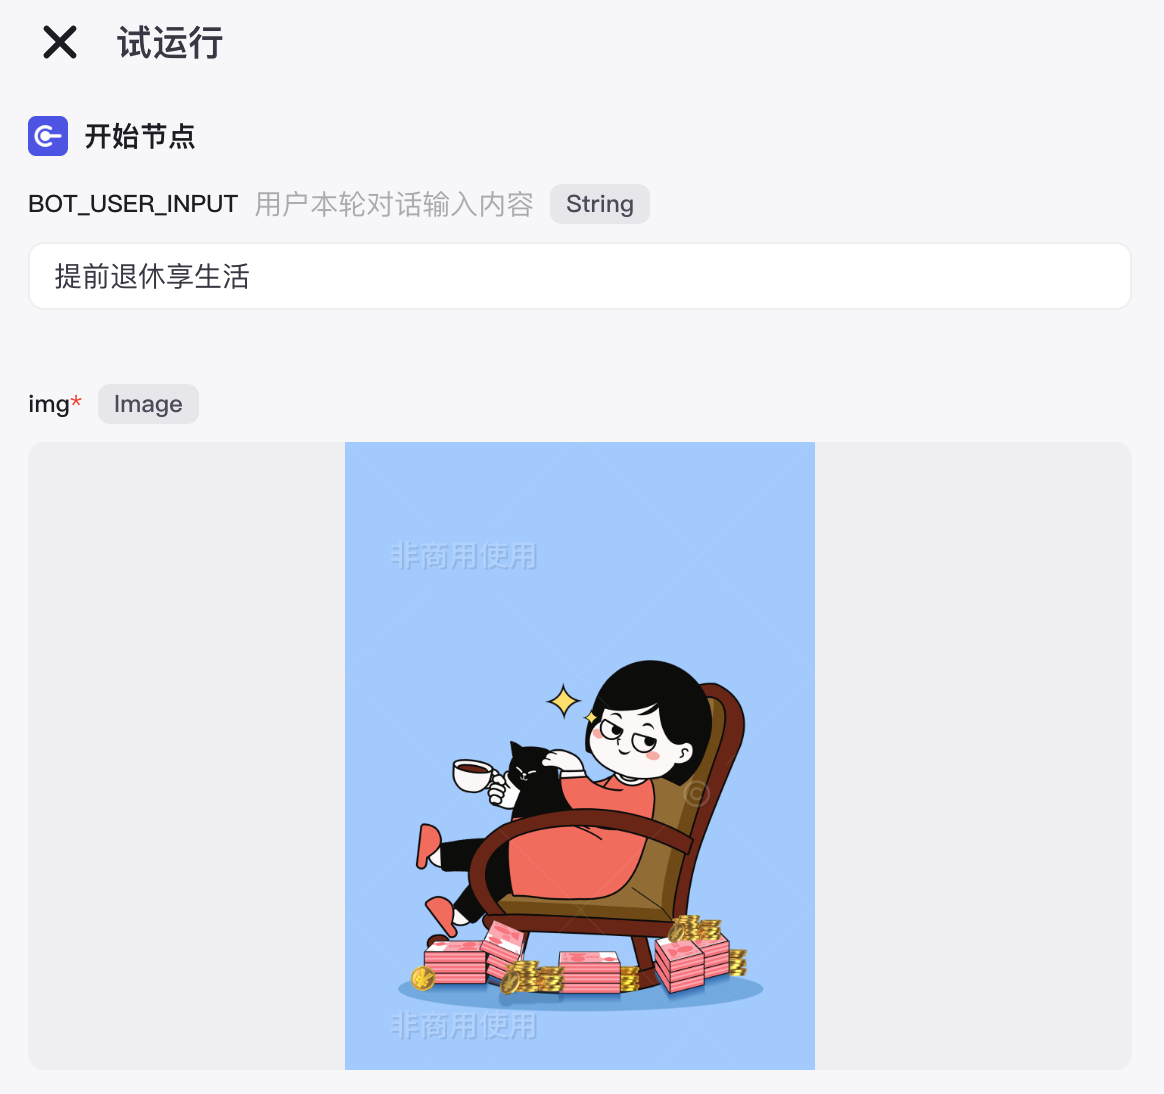 试运行
开始节点
BOT_USER_INPUT 用户本轮对话输入内容 String
提前退休享生活
img* Image
非商用使用
非商用使用